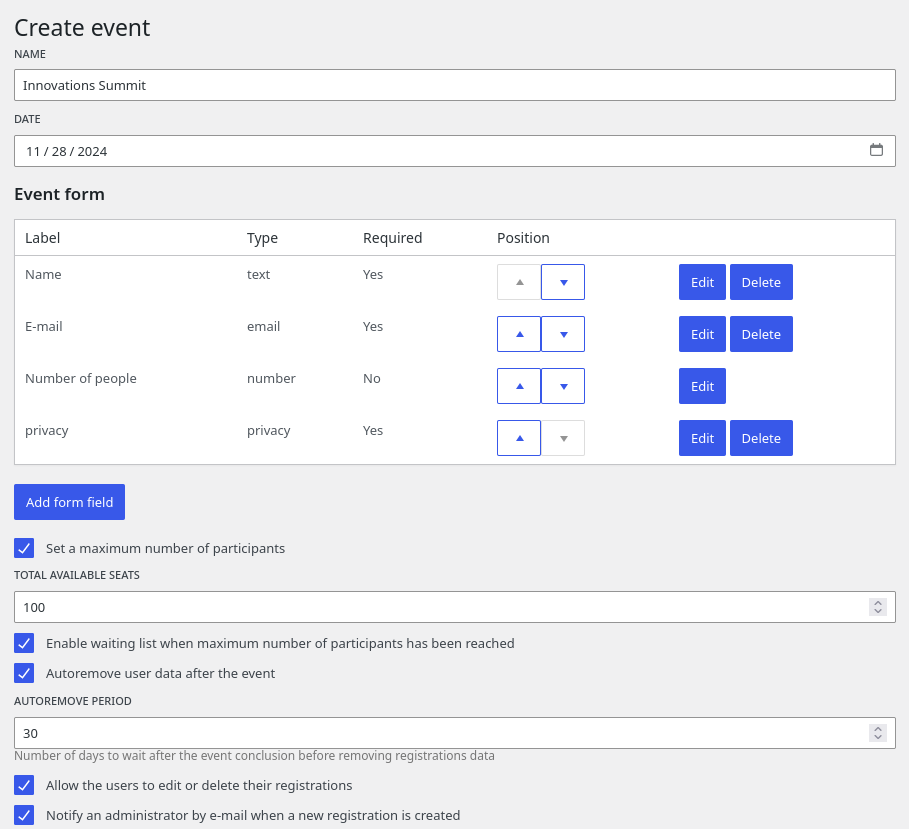 Create event
NAME
Innovations Summit
DATE
11 / 28 / 2024
Event form
Label Type Required Position
Name text Yes Edit Delete
E-mail email Yes Edit Delete
Number of people number No Edit
privacy privacy Yes Edit Delete
Add form field
Set a maximum number of participants
TOTAL AVAILABLE SEATS
100
Enable waiting list when maximum number of participants has been reached
Autoremove user data after the event
AUTOREMOVE PERIOD
30
Number of days to wait after the event conclusion before removing registrations data
Allow the users to edit or delete their registrations
Notify an administrator by e-mail when a new registration is created